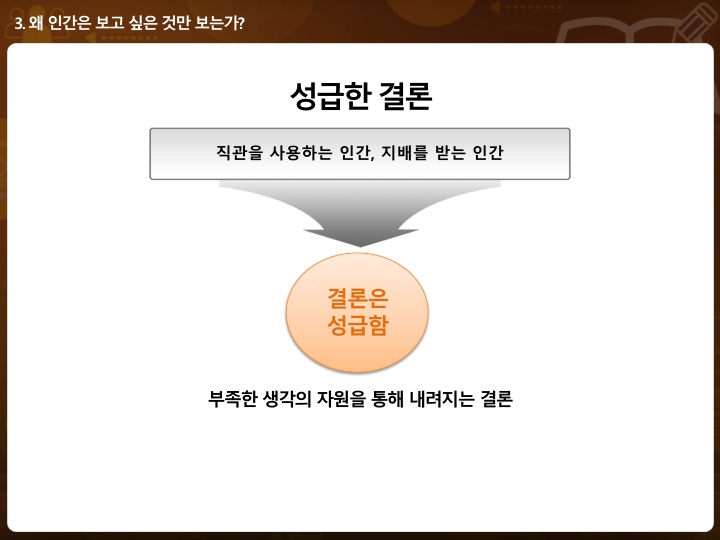 3. 왜 인간은 보고 싶은 것만 보는가?
성급한 결론
직관을 사용하는 인간, 지배를 받는 인간
결론은
성급함
부족한 생각의 자원을 통해 내려지는 결론